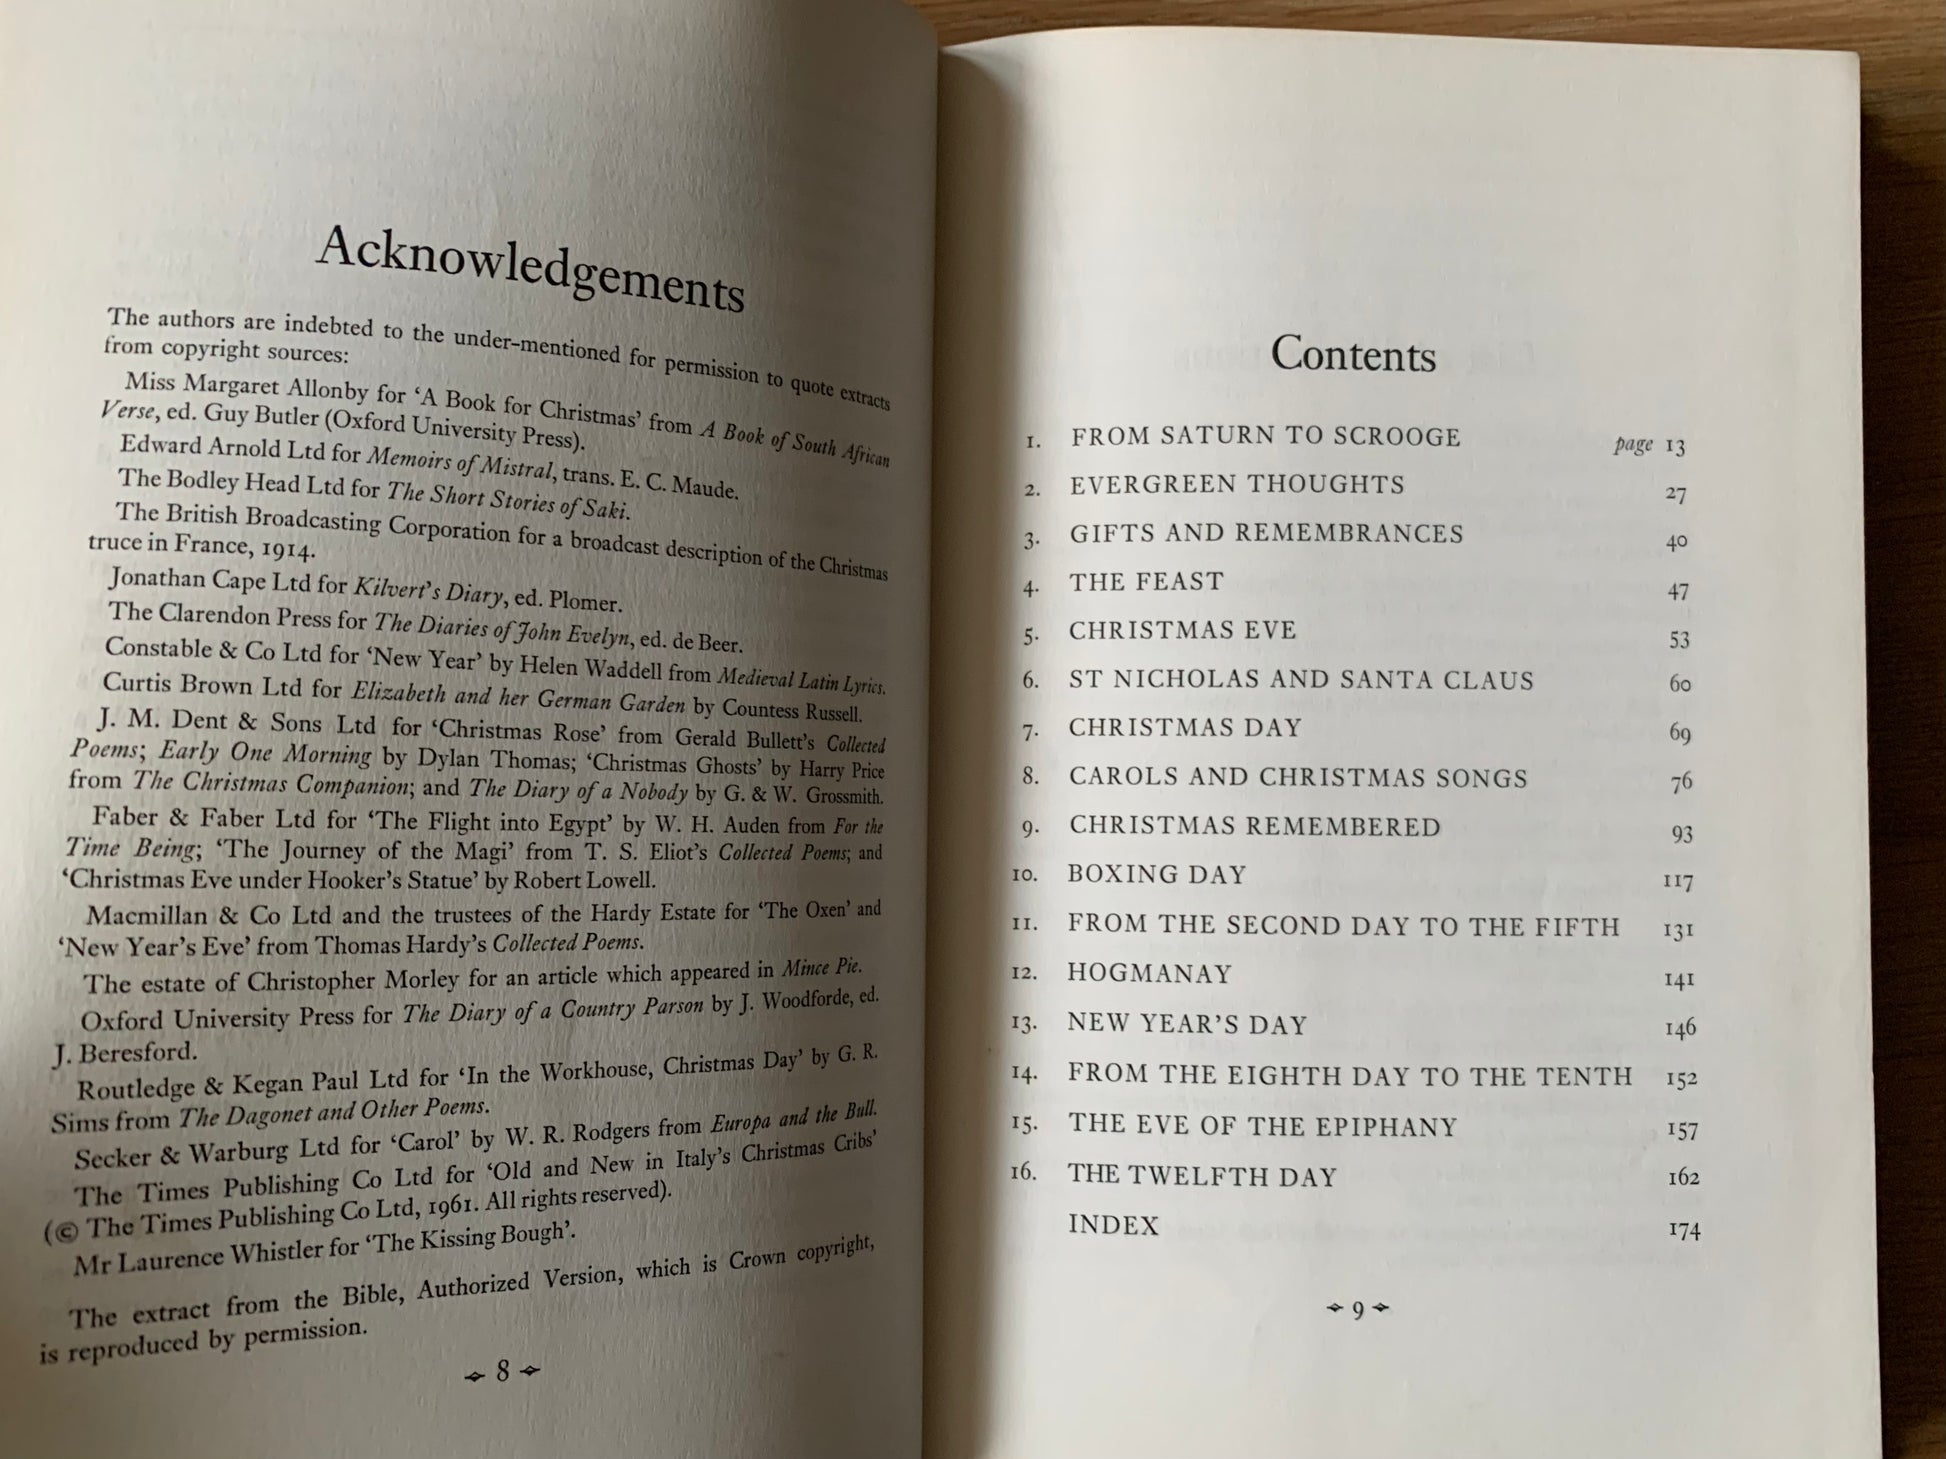 Acknowledgements
The authors are indebted to the under-mentioned for permission to quote extracts
from copyright sources:
Miss Margaret Allonby for ‘A Book for Christmas’ from A Book of South African
Verse, ed. Guy Butler (Oxford University Press).
Edward Arnold Ltd for Memoirs of Mistral, trans. E. C. Maude.
The Bodley Head Ltd for The Short Stories of Saki.
The British Broadcasting Corporation for a broadcast description of the Christmas
truce in France, 1914.
Jonathan Cape Ltd for Kilvert’s Diary, ed. Plomer.
The Clarendon Press for The Diaries of John Evelyn, ed. de Beer.
Constable & Co Ltd for ‘New Year’ by Helen Waddell from Medieval Latin Lyrics.
Curtis Brown Ltd for Elizabeth and her German Garden by Countess Russell.
J. M. Dent & Sons Ltd for ‘Christmas Rose’ from Gerald Bullett’s Collected
Poems; Early One Morning by Dylan Thomas; ‘Christmas Ghosts’ by Harry Price
from The Christmas Companion; and The Diary of a Nobody by G. & W. Grossmith.
Faber & Faber Ltd for ‘The Flight into Egypt’ by W. H. Auden from For the
Time Being; ‘The Journey of the Magi’ from T. S. Eliot’s Collected Poems; and
‘Christmas Eve under Hooker’s Statue’ by Robert Lowell.
Macmillan & Co Ltd and the trustees of the Hardy Estate for ‘The Oxen’ and
‘New Year’s Eve’ from Thomas Hardy’s Collected Poems.
The estate of Christopher Morley for an article which appeared in Mince Pie.
Oxford University Press for The Diary of a Country Parson by J. Woodforde, ed.
J. Beresford.
Routledge & Kegan Paul Ltd for ‘In the Workhouse, Christmas Day’ by G. R.
Sims from The Dagonet and Other Poems.
Secker & Warburg Ltd for ‘Carol’ by W. R. Rodgers from Europa and the Bull.
The Times Publishing Co Ltd for ‘Old and New in Italy’s Christmas Cribs’
(© The Times Publishing Co Ltd, 1961. All rights reserved).
Mr Laurence Whistler for ‘The Kissing Bough’.
The extract from the Bible, Authorized Version, which is Crown copyright,
is reproduced by permission.
8
Contents
1. FROM SATURN TO SCROOGE page 13
2. EVERGREEN THOUGHTS 27
3. GIFTS AND REMEMBRANCES 40
4. THE FEAST 47
5. CHRISTMAS EVE 53
6. ST NICHOLAS AND SANTA CLAUS 60
7. CHRISTMAS DAY 69
8. CAROLS AND CHRISTMAS SONGS 76
9. CHRISTMAS REMEMBERED 93
10. BOXING DAY 117
11. FROM THE SECOND DAY TO THE FIFTH 131
12. HOGMANAY 141
13. NEW YEAR’S DAY 146
14. FROM THE EIGHTH DAY TO THE TENTH 152
15. THE EVE OF THE EPIPHANY 157
16. THE TWELFTH DAY 162
INDEX 174
9